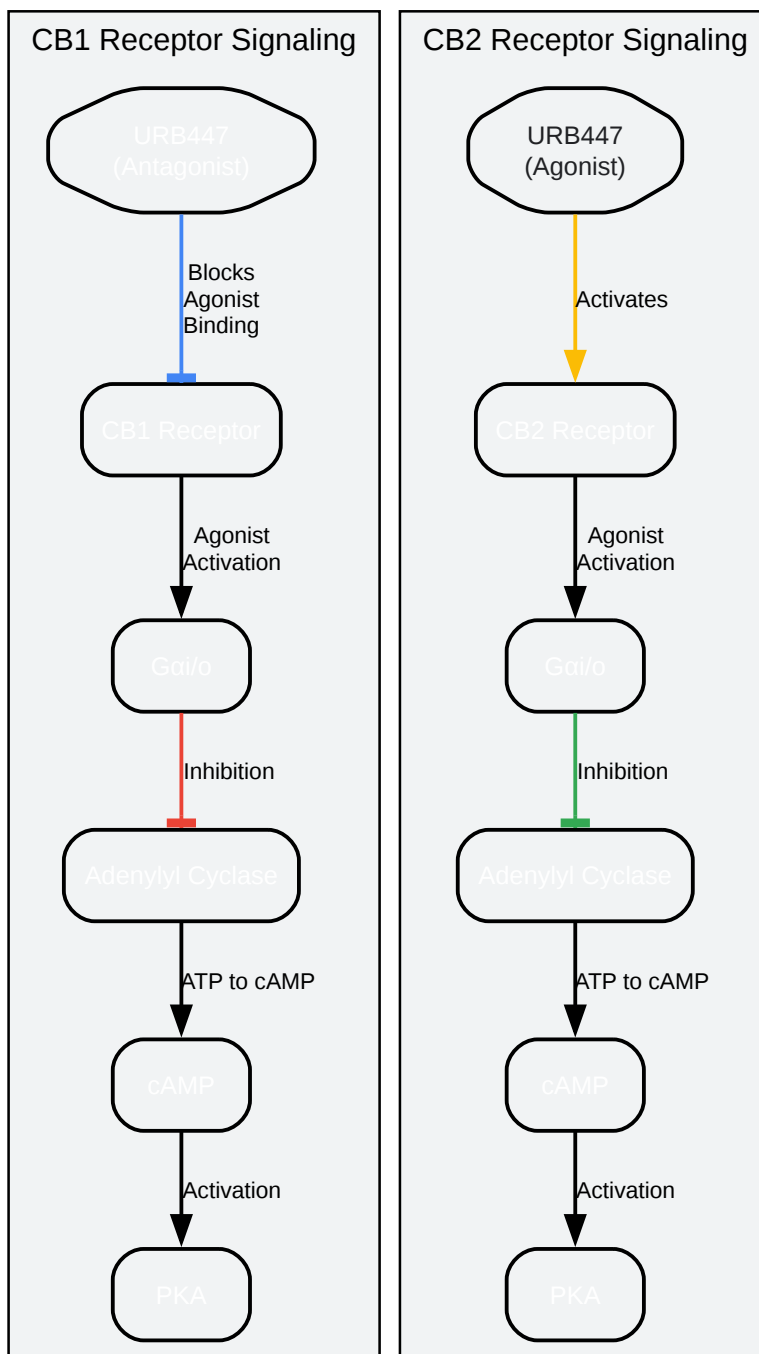 CB1 Receptor Signaling
URB447
(Antagonist)
Blocks
Agonist
Binding
CB1 Receptor
Agonist
Activation
Gαi/o
Inhibition
Adenylyl Cyclase
ATP to cAMP
cAMP
Activation
PKA
CB2 Receptor Signaling
URB447
(Agonist)
Activates
CB2 Receptor
Agonist
Activation
Gαi/o
Inhibition
Adenylyl Cyclase
ATP to cAMP
cAMP
Activation
PKA